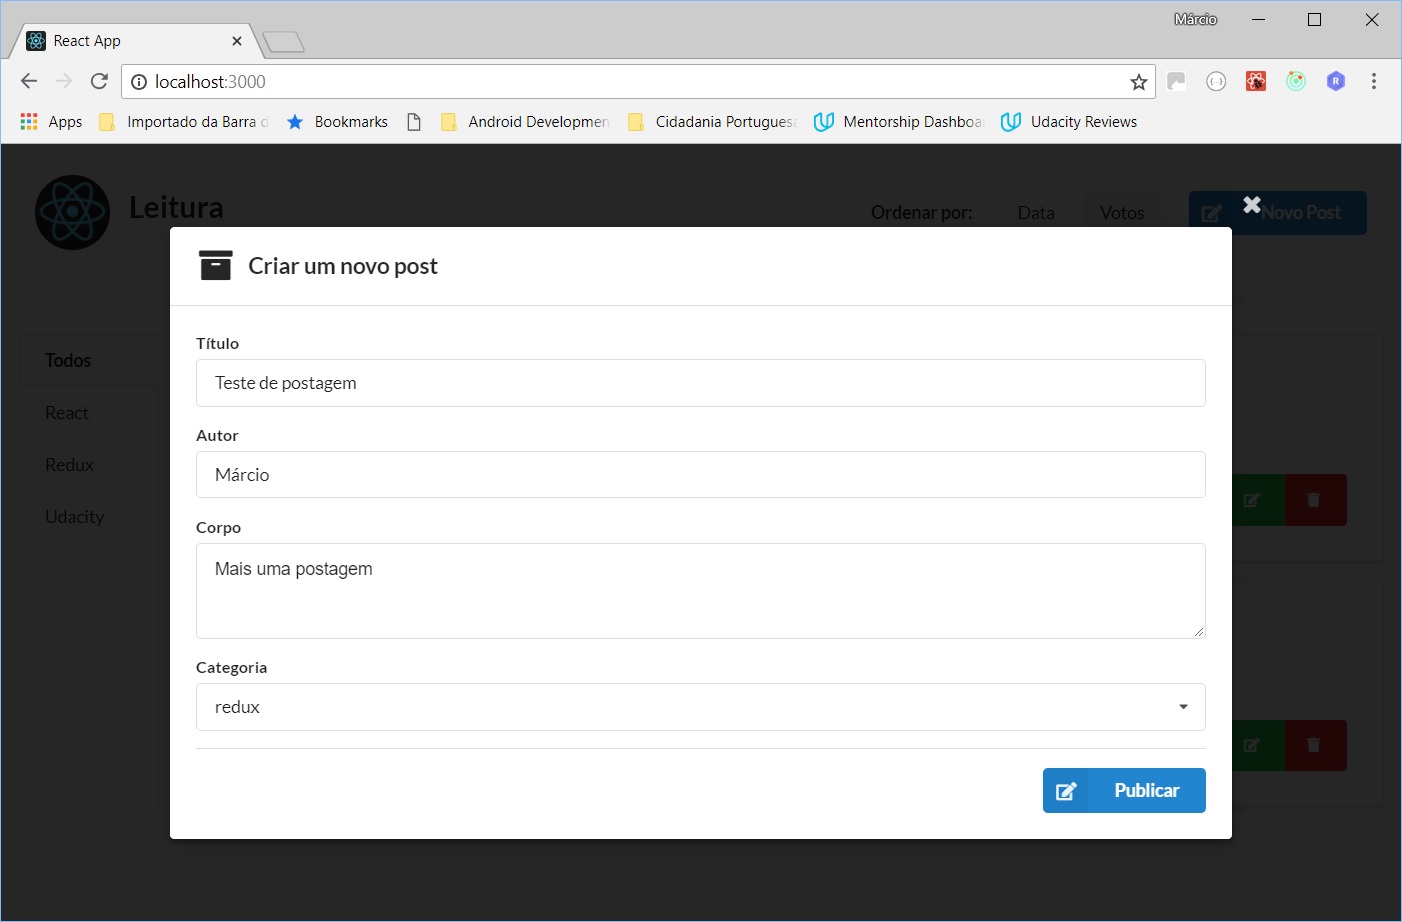 Márcio
React App
localhost:3000
Apps
Importado da Barra d
Bookmarks
Android Developmen
Cidadania Portugues
Mentorship Dashboa
Udacity Reviews
Leitura
Ordenar por:
Data
Votos
Novo Post
Criar um novo post
Todos
React
Redux
Udacity
Título
Teste de postagem
Autor
Márcio
Corpo
Mais uma postagem
Categoria
redux
Publicar